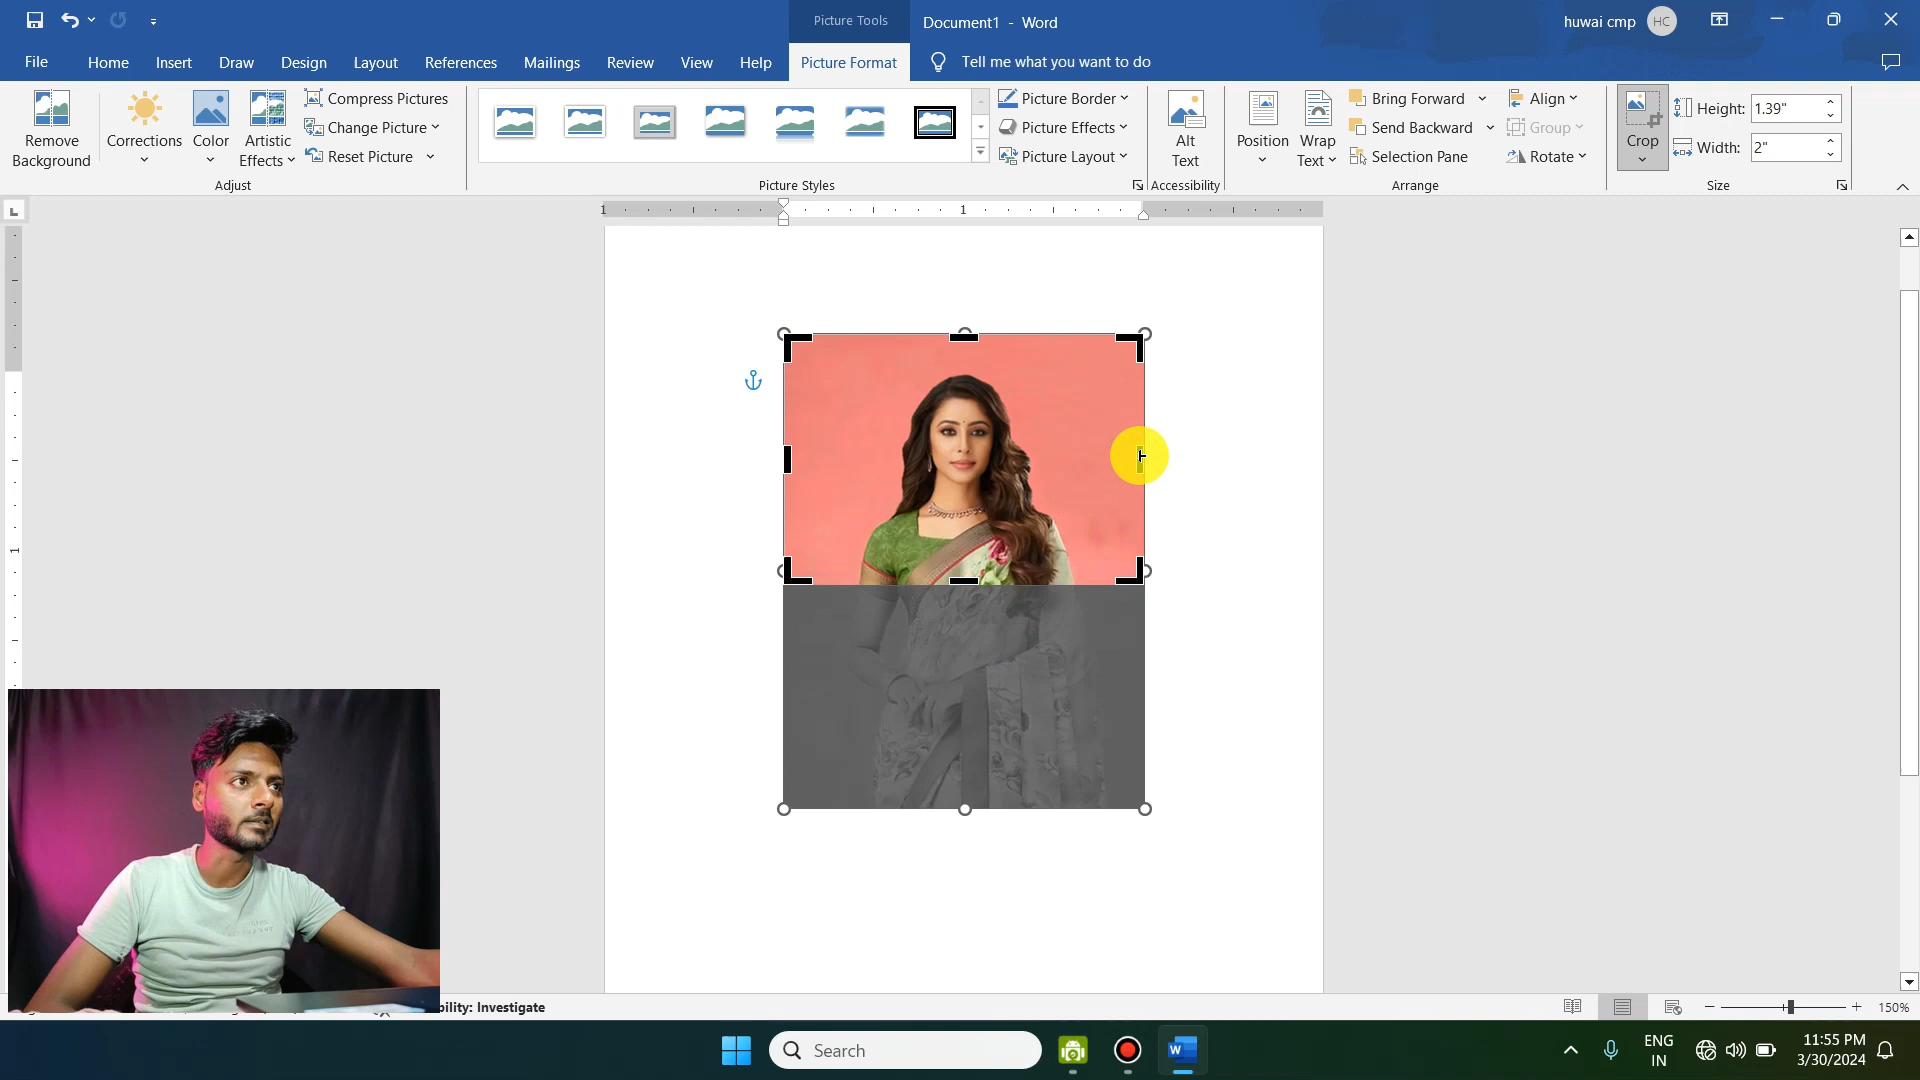 Picture Tools
Document1 - Word
huwai cmp
HC
File
Home
Insert
Draw
Design
Layout
References
Mailings
Review
View
Help
Picture Format
Tell me what you want to do
Remove
Background
Corrections
Color
Artistic
Effects
Compress Pictures
Change Picture
Reset Picture
Adjust
Picture Styles
Picture Border
Picture Effects
Picture Layout
Alt
Text
Accessibility
Position
Wrap
Text
Bring Forward
Send Backward
Selection Pane
Align
Group
Rotate
Arrange
Crop
Height: 1.39"
Width: 2"
Size
L
1
1
1
bility: Investigate
150%
Search
W
ENG
IN
11:55 PM
3/30/2024